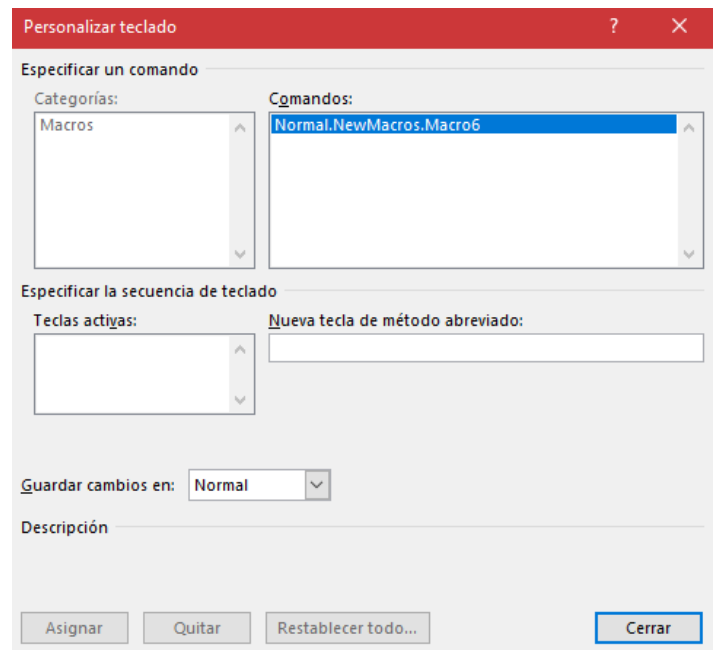 Personalizar teclado ?
Especificar un comando
Categorías: Comandos:
Macros Normal.NewMacros.Macro6
Especificar la secuencia de teclado
Teclas activas: Nueva tecla de método abreviado:
Guardar cambios en: Normal
Descripción
Asignar Quitar Restablecer todo... Cerrar